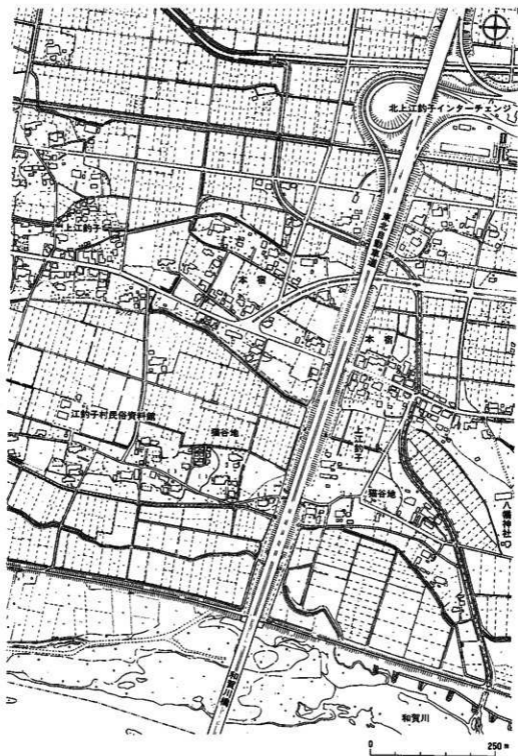 北上江釣子インターチェンジ
東北自動車道
上江釣子
本宿
本宿
江釣子村民俗資料館
猫谷地
上江釣子
猫谷地
八幡神社
和賀川橋
和賀川
0 250m